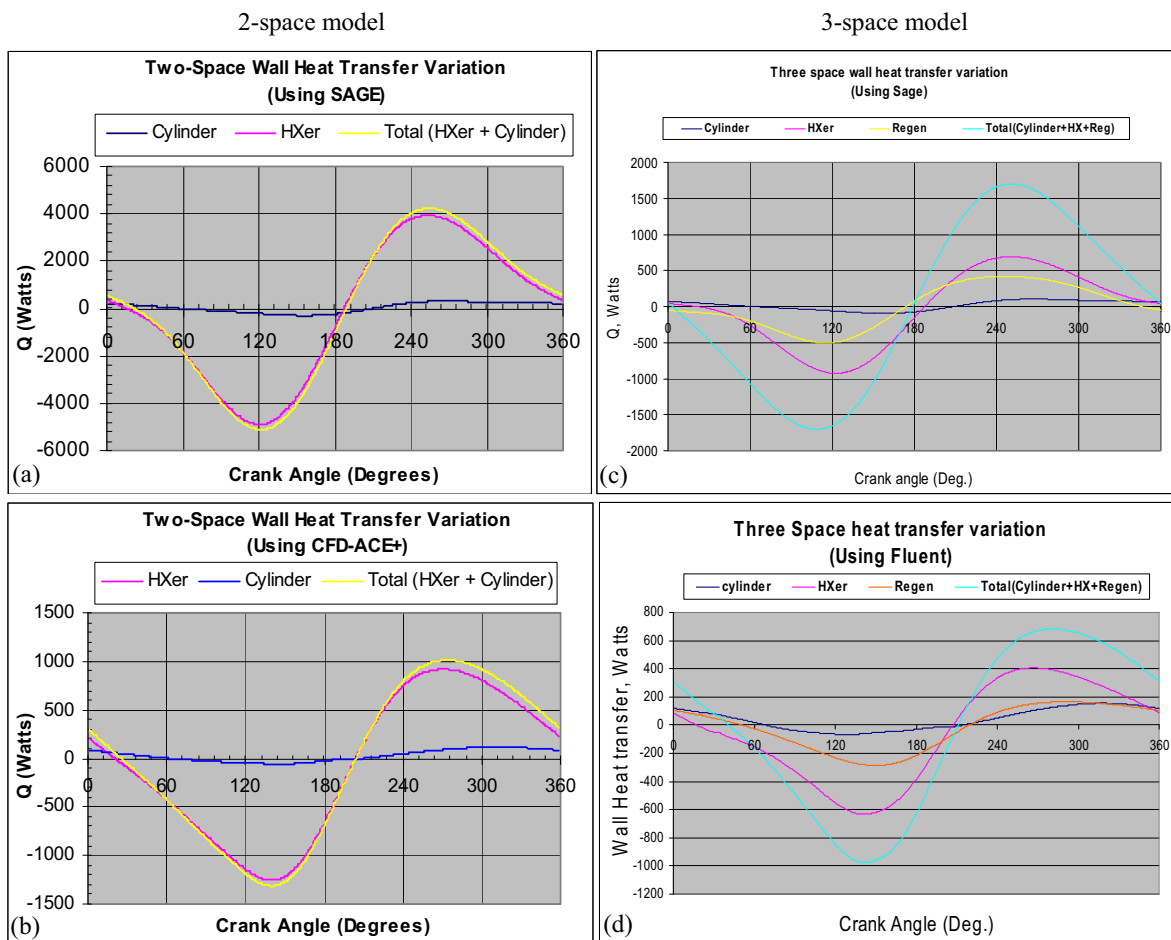 2-space model
3-space model
Two-Space Wall Heat Transfer Variation
(Using SAGE)
Cylinder HXer Total (HXer + Cylinder)
6000
4000
2000
0
-2000
-4000
-6000
0 60 120 180 240 300 360
Q (Watts)
Crank Angle (Degrees)
(a)
Three space wall heat transfer variation
(Using Sage)
Cylinder HXer Regen Total(Cylinder+HX+Reg)
2000
1500
1000
500
0
-500
-1000
-1500
-2000
0 60 120 180 240 300 360
Q, Watts
Crank angle (Deg.)
(c)
Two-Space Wall Heat Transfer Variation
(Using CFD-ACE+)
HXer Cylinder Total (HXer + Cylinder)
1500
1000
500
0
-500
-1000
-1500
0 60 120 180 240 300 360
Q (Watts)
Crank Angle (Degrees)
(b)
Three Space heat transfer variation
(Using Fluent)
cylinder HXer Regen Total(Cylinder+HX+Regen)
800
600
400
200
0
-200
-400
-600
-800
-1000
-1200
0 60 120 180 240 300 360
Wall Heat transfer, Watts
Crank Angle (Deg.)
(d)